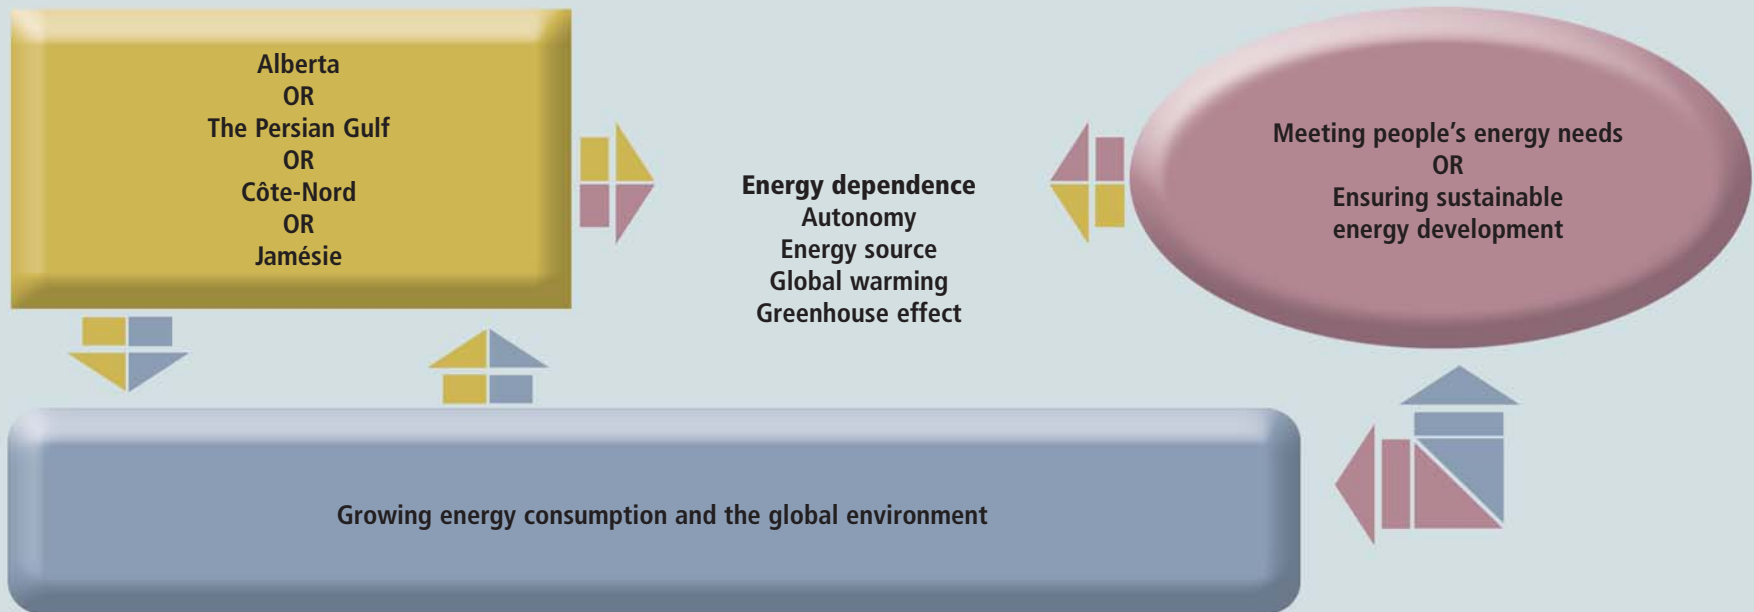 Alberta
OR
The Persian Gulf
OR
Côte-Nord
OR
Jamésie
Energy dependence
Autonomy
Energy source
Global warming
Greenhouse effect
Meeting people’s energy needs
OR
Ensuring sustainable
energy development
Growing energy consumption and the global environment